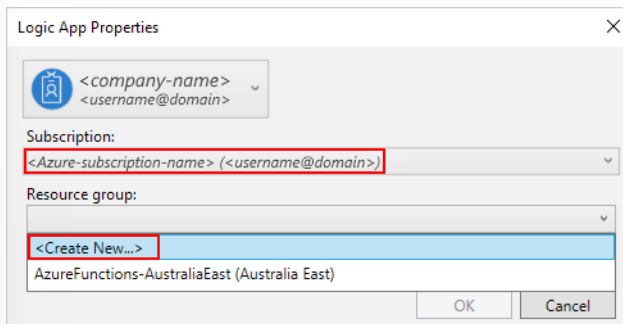 Logic App Properties
<company-name>
<username@domain>
Subscription:
<Azure-subscription-name> (<username@domain>)
Resource group:
<Create New...>
AzureFunctions-AustraliaEast (Australia East)
OK
Cancel